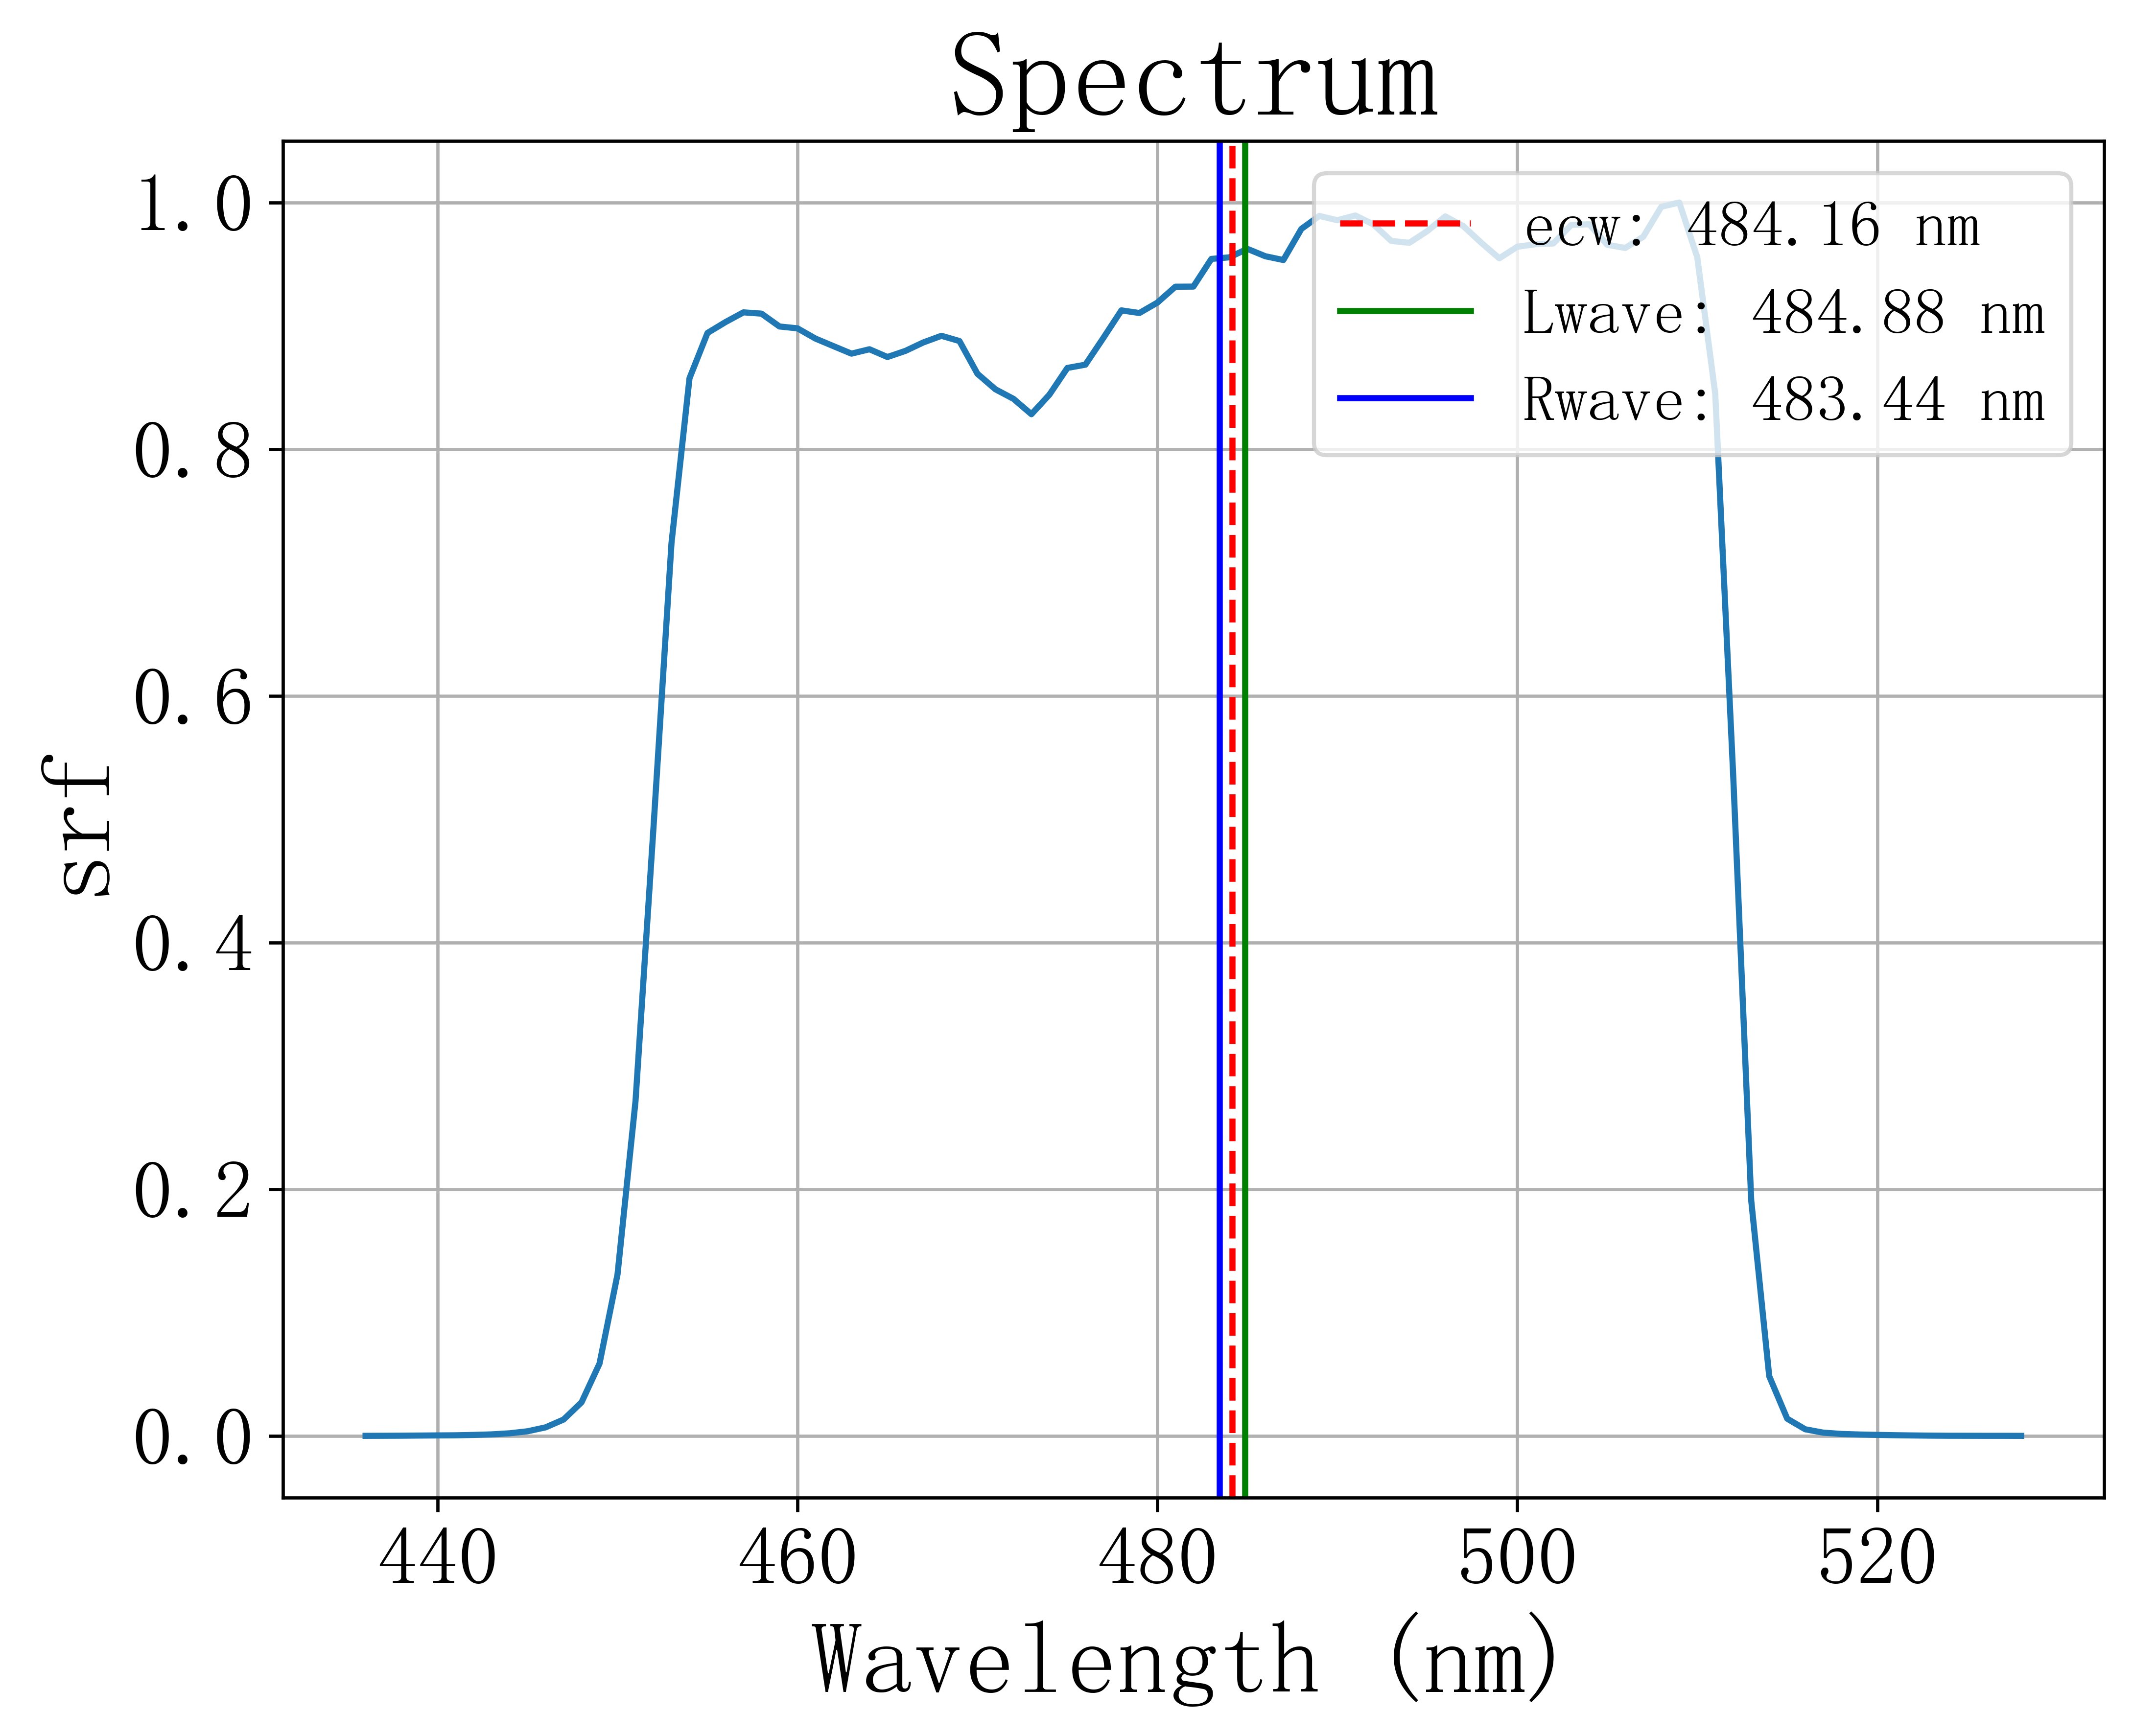 Spectrum
1.0
0.8
0.6
0.4
0.2
0.0
srf
ecw: 484.16 nm
Lwave: 484.88 nm
Rwave: 483.44 nm
440 460 480 500 520
Wavelength (nm)